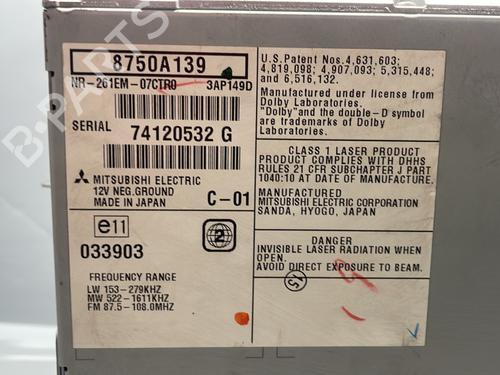 8750A139
NR-261EM-07CTR0 3AP149D
SERIAL 74120532 G
MITSUBISHI ELECTRIC
12V NEG.GROUND
MADE IN JAPAN C-01
e11
2
033903
FREQUENCY RANGE
LW 153-279KHZ
MW 522-1611KHZ
FM 87.5-108.0MHZ
U.S.Patent Nos.4,631,603;
4,819,098; 4,907,093; 5,315,448;
and 6,516,132.
Manufactured under license from
Dolby Laboratories.
"Dolby" and the double-D symbol
are trademarks of Dolby
Laboratories.
CLASS 1 LASER PRODUCT
PRODUCT COMPLIES WITH DHHS
RULES 21 CFR SUBCHAPTER J PART
1040:10 AT DATE OF MANUFACTURE.
MANUFACTURED
MITSUBISHI ELECTRIC CORPORATION
SANDA, HYOGO, JAPAN
DANGER
INVISIBLE LASER RADIATION WHEN
OPEN.
AVOID DIRECT EXPOSURE TO BEAM.
15
B-PARTS